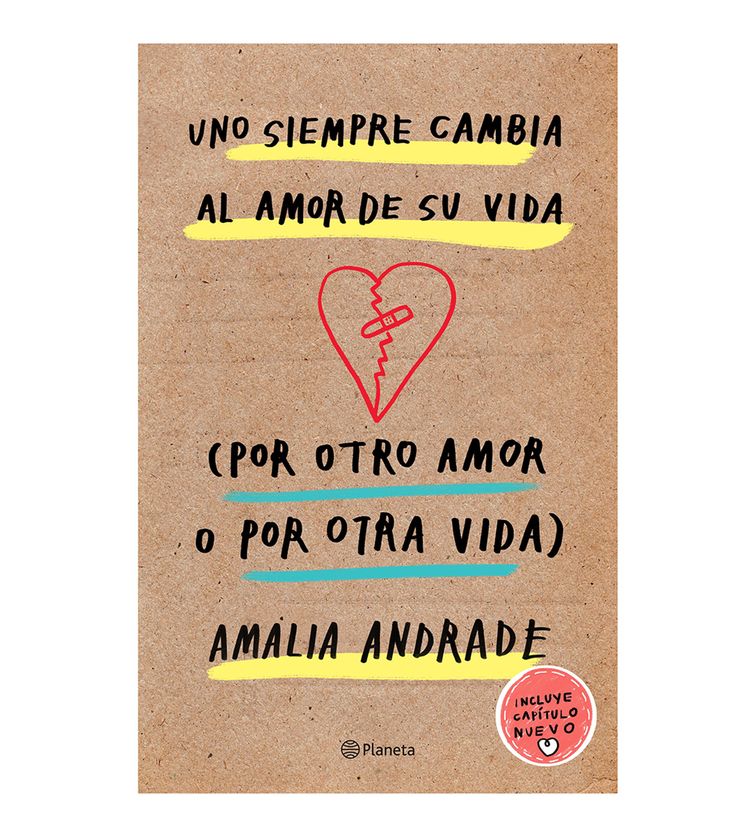 UNO SIEMPRE CAMBIA
AL AMOR DE SU VIDA
(POR OTRO AMOR
O POR OTRA VIDA)
AMALIA ANDRADE
INCLUYE
CAPÍTULO
NUEVO
Planeta